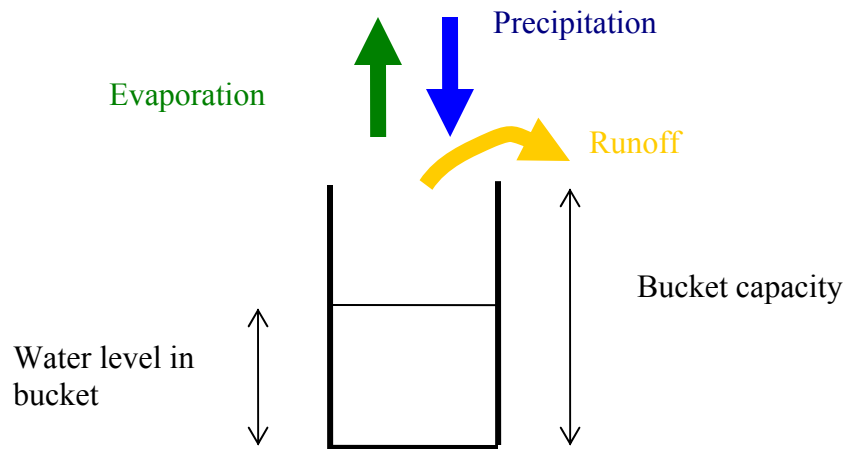 Precipitation
Evaporation
Runoff
Bucket capacity
Water level in
bucket